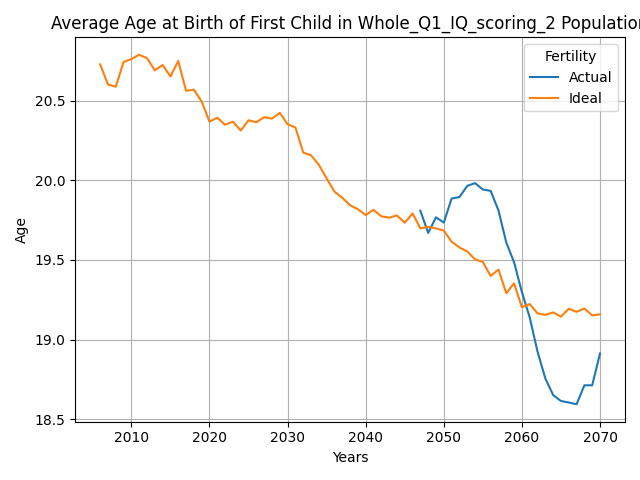 Average Age at Birth of First Child in Whole_Q1_IQ_scoring_2 Population
Fertility
Actual
Ideal
20.5
20.0
19.5
19.0
18.5
Age
2010 2020 2030 2040 2050 2060 2070
Years